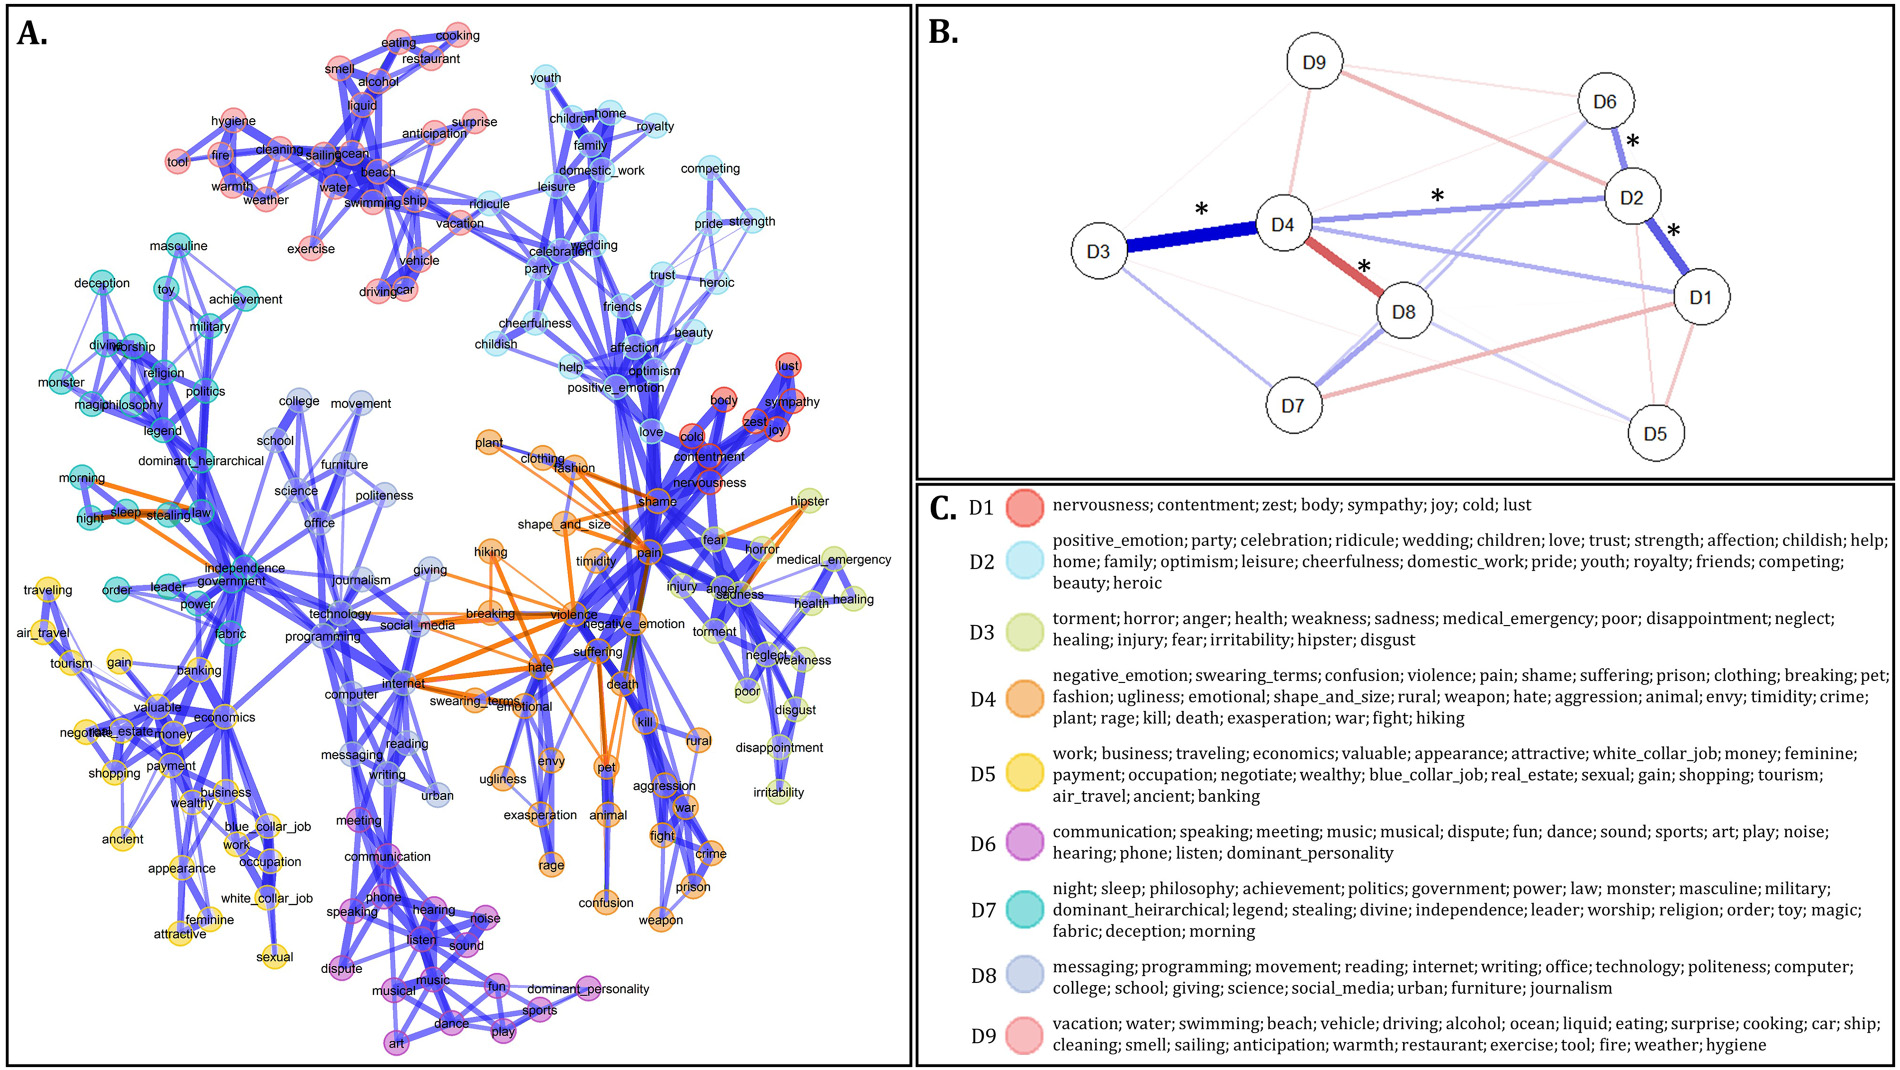 A.
cooking
eating
restaurant
smell
alcohol
liquid
youth
hygiene
surprise
anticipation
children
home
royalty
family
tool
fire
cleaning
sailing
ocean
beach
domestic_work
competing
warmth
weather
water
swimming
ship
leisure
ridicule
vacation
pride
strength
masculine
exercise
vehicle
celebration
wedding
party
deception
toy
achievement
driving
car
trust
heroic
friends
military
cheerfulness
beauty
divine
worship
childish
affection
monster
religion
help
optimism
lust
politics
positive_emotion
magic
philosophy
college
movement
body
sympathy
legend
school
love
zest
joy
cold
plant
dominant_heirarchical
furniture
clothing
fashion
contentment
morning
science
politeness
nervousness
shame
hipster
night
sleep
stealing
law
office
shape_and_size
fear
horror
hiking
pain
medical_emergency
independence
government
journalism
giving
timidity
injury
anger
sadness
traveling
order
leader
power
health
healing
technology
breaking
violence
social_media
negative_emotion
air_travel
fabric
programming
torment
tourism
gain
banking
suffering
hate
neglect
weakness
internet
death
computer
poor
valuable
economics
swearing_terms
emotional
disgust
kill
negotiate
real_estate
money
reading
messaging
rural
disappointment
shopping
payment
writing
envy
pet
ugliness
aggression
irritability
wealthy
business
urban
war
exasperation
animal
meeting
blue_collar_job
ancient
work
fight
crime
communication
occupation
appearance
rage
prison
white_collar_job
phone
speaking
hearing
noise
confusion
weapon
feminine
attractive
listen
sound
sexual
dispute
music
musical
fun
dominant_personality
sports
dance
play
art
B.
D9
D6
*
D2
*
*
D4
*
D3
*
D1
D8
D7
D5
C.
D1 nervousness; contentment; zest; body; sympathy; joy; cold; lust
positive_emotion; party; celebration; ridicule; wedding; children; love; trust; strength; affection; childish; help;
D2 home; family; optimism; leisure; cheerfulness; domestic_work; pride; youth; royalty; friends; competing;
beauty; heroic
D3 torment; horror; anger; health; weakness; sadness; medical_emergency; poor; disappointment; neglect;
healing; injury; fear; irritability; hipster; disgust
negative_emotion; swearing_terms; confusion; violence; pain; shame; suffering; prison; clothing; breaking; pet;
D4 fashion; ugliness; emotional; shape_and_size; rural; weapon; hate; aggression; animal; envy; timidity; crime;
plant; rage; kill; death; exasperation; war; fight; hiking
work; business; traveling; economics; valuable; appearance; attractive; white_collar_job; money; feminine;
D5 payment; occupation; negotiate; wealthy; blue_collar_job; real_estate; sexual; gain; shopping; tourism;
air_travel; ancient; banking
D6 communication; speaking; meeting; music; musical; dispute; fun; dance; sound; sports; art; play; noise;
hearing; phone; listen; dominant_personality
night; sleep; philosophy; achievement; politics; government; power; law; monster; masculine; military;
D7 dominant_heirarchical; legend; stealing; divine; independence; leader; worship; religion; order; toy; magic;
fabric; deception; morning
D8 messaging; programming; movement; reading; internet; writing; office; technology; politeness; computer;
college; school; giving; science; social_media; urban; furniture; journalism
D9 vacation; water; swimming; beach; vehicle; driving; alcohol; ocean; liquid; eating; surprise; cooking; car; ship;
cleaning; smell; sailing; anticipation; warmth; restaurant; exercise; tool; fire; weather; hygiene